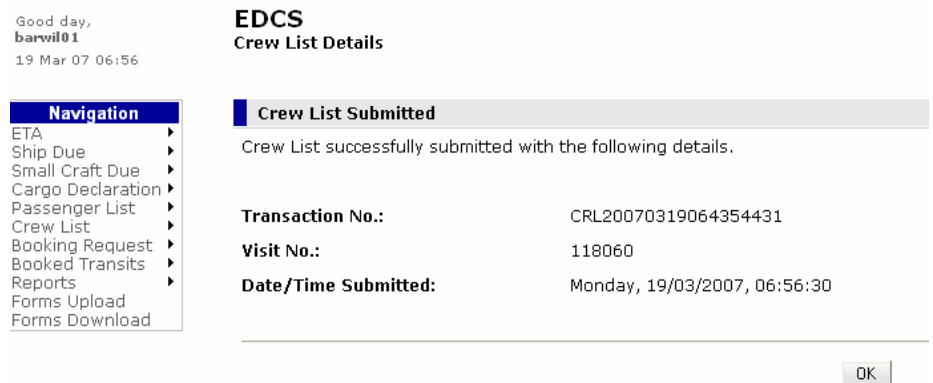 Good day,
barwil01
19 Mar 07 06:56
EDCS
Crew List Details
Navigation
ETA
Ship Due
Small Craft Due
Cargo Declaration
Passenger List
Crew List
Booking Request
Booked Transits
Reports
Forms Upload
Forms Download
Crew List Submitted
Crew List successfully submitted with the following details.
Transaction No.: CRL20070319064354431
Visit No.: 118060
Date/Time Submitted: Monday, 19/03/2007, 06:56:30
OK